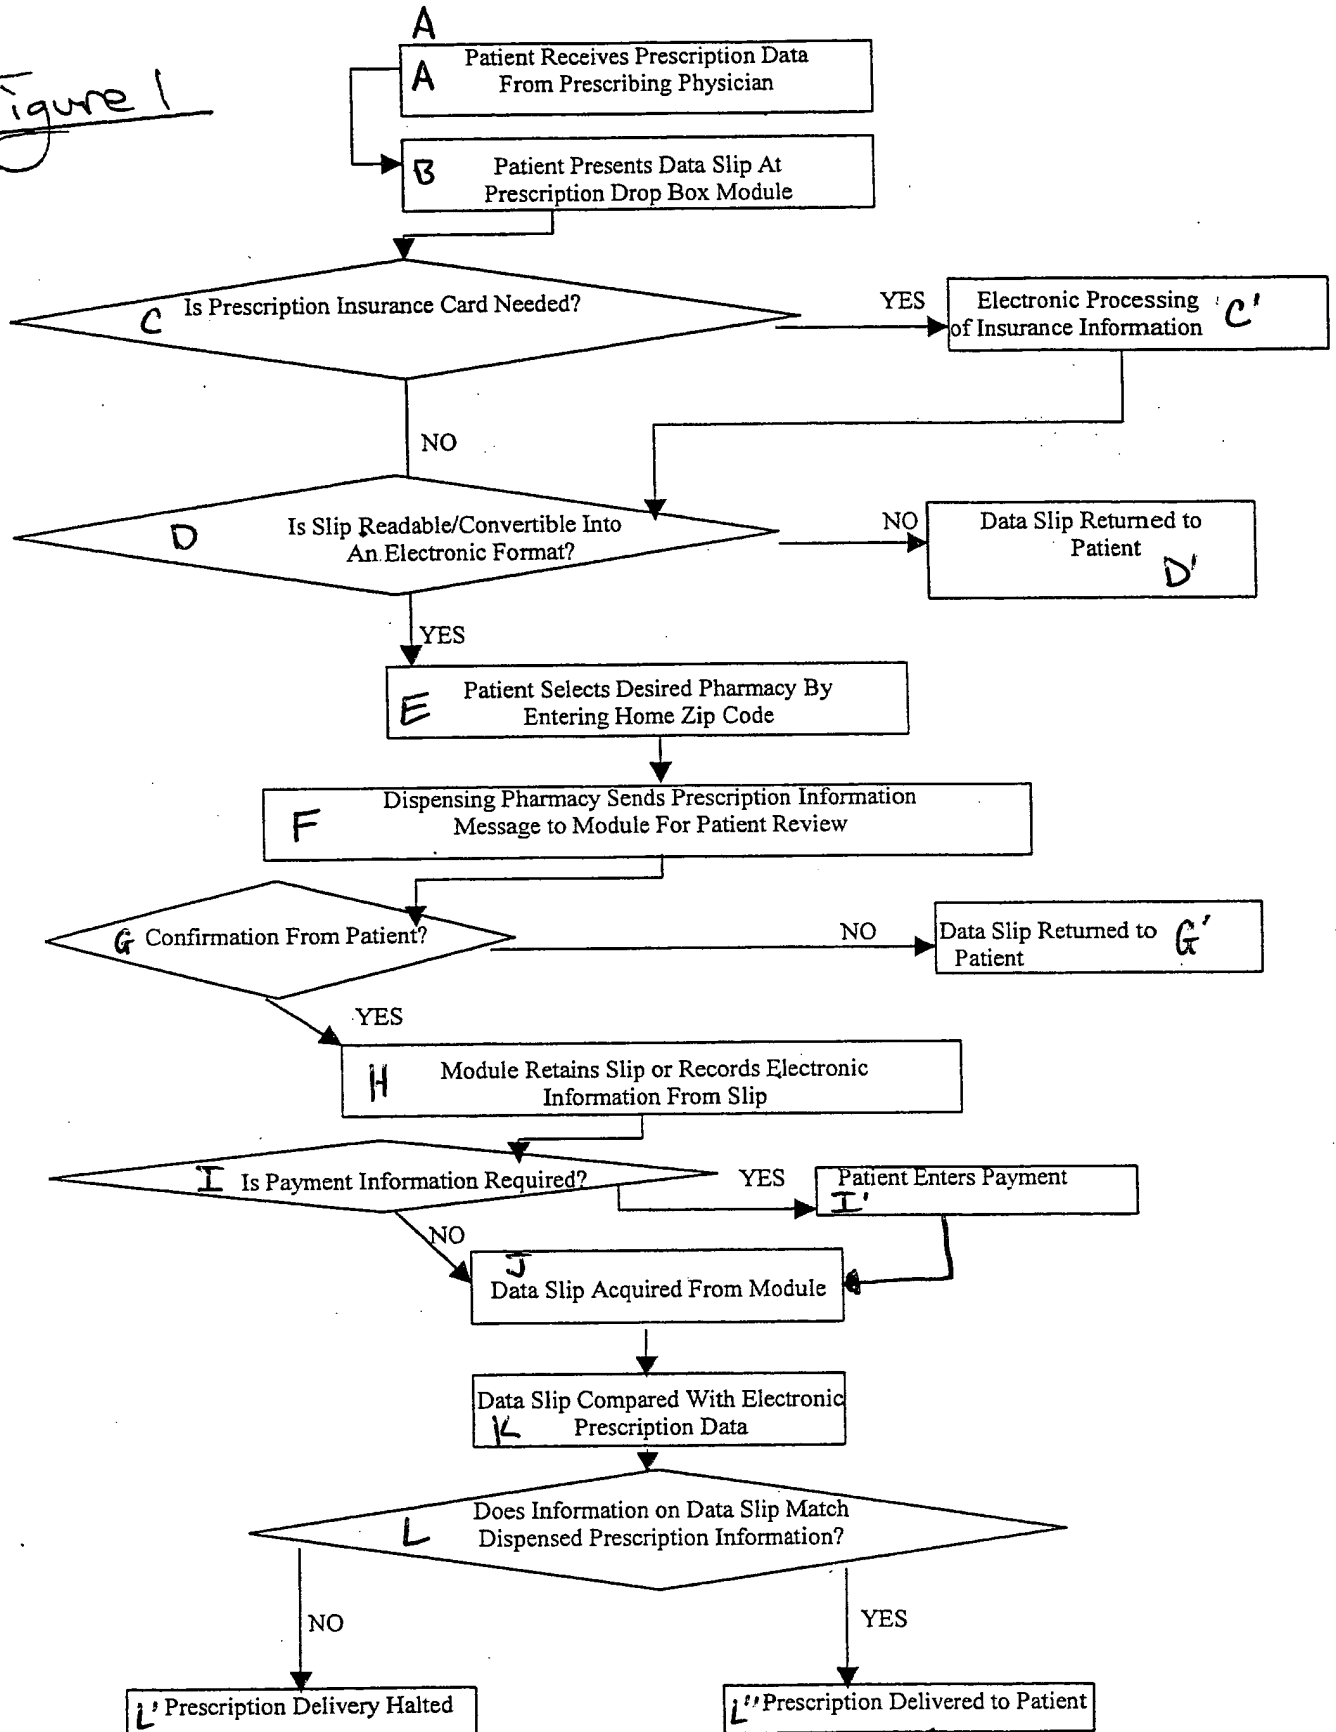 A
Figure 1
A Patient Receives Prescription Data
From Prescribing Physician
B Patient Presents Data Slip At
Prescription Drop Box Module
C Is Prescription Insurance Card Needed?
YES
Electronic Processing
of Insurance Information C'
NO
D Is Slip Readable/Convertible Into
An Electronic Format?
NO
Data Slip Returned to
Patient
D'
YES
E Patient Selects Desired Pharmacy By
Entering Home Zip Code
F Dispensing Pharmacy Sends Prescription Information
Message to Module For Patient Review
G Confirmation From Patient?
NO
Data Slip Returned to G'
Patient
YES
H Module Retains Slip or Records Electronic
Information From Slip
I Is Payment Information Required?
YES
Patient Enters Payment
I'
NO
J
Data Slip Acquired From Module
Data Slip Compared With Electronic
K Prescription Data
L Does Information on Data Slip Match
Dispensed Prescription Information?
NO
YES
L' Prescription Delivery Halted
L'' Prescription Delivered to Patient